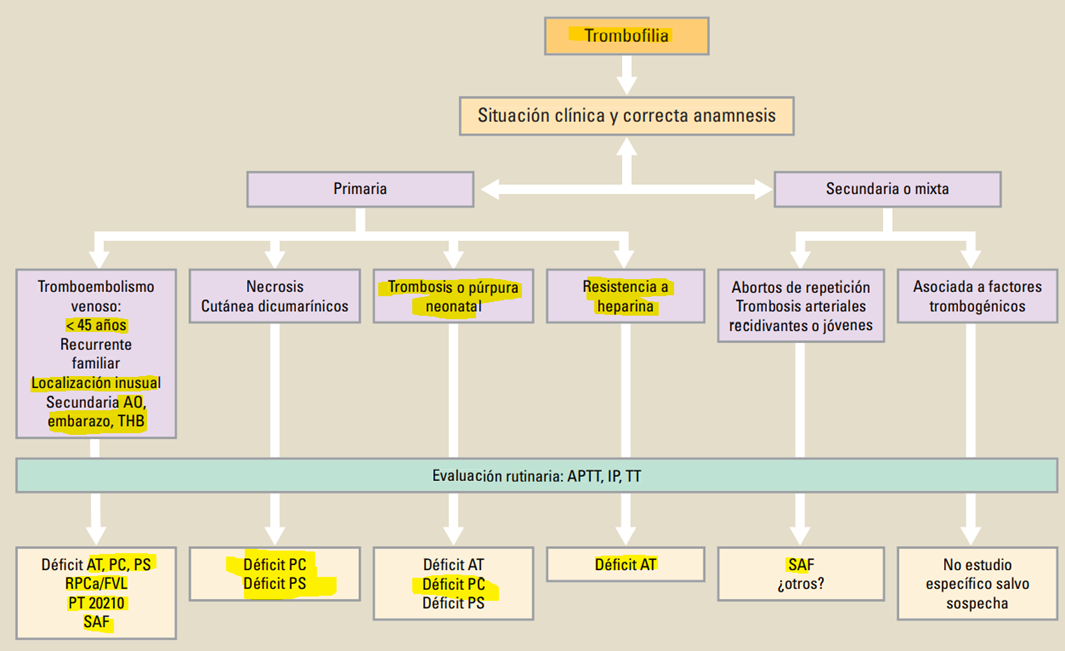 Trombofilia
Situación clínica y correcta anamnesis
Primaria
Secundaria o mixta
Tromboembolismo
venoso:
< 45 años
Recurrente
familiar
Localización inusual
Secundaria AO,
embarazo, THB
Necrosis
Cutánea dicumarínicos
Trombosis o púrpura
neonatal
Resistencia a
heparina
Abortos de repetición
Trombosis arteriales
recidivantes o jóvenes
Asociada a factores
trombogénicos
Evaluación rutinaria: APTT, IP, TT
Déficit AT, PC, PS
RPCa/FVL
PT 20210
SAF
Déficit PC
Déficit PS
Déficit AT
Déficit PC
Déficit PS
Déficit AT
SAF
¿otros?
No estudio
específico salvo
sospecha